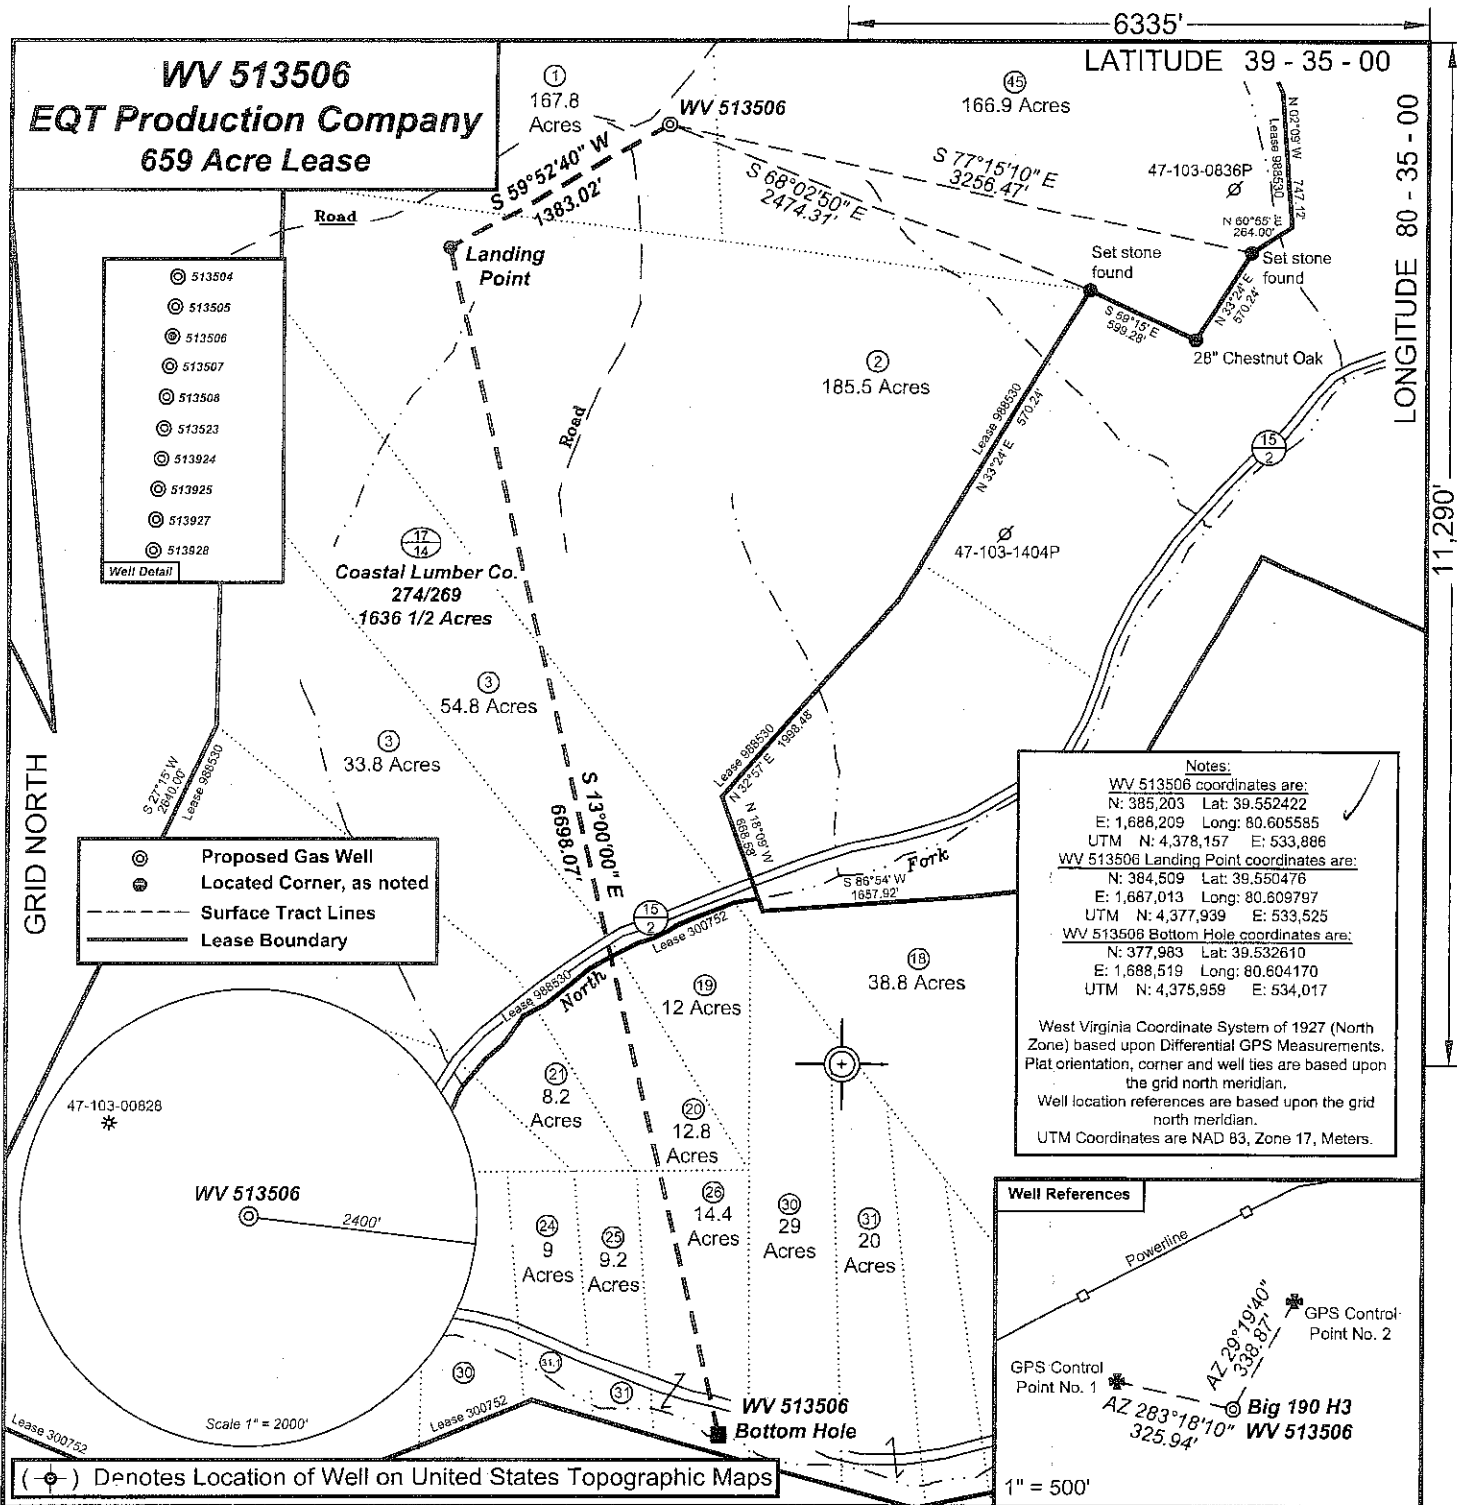 6335'
LATITUDE 39 - 35 - 00
LONGITUDE 80 - 35 - 00
11,290'
WV 513506
EQT Production Company
659 Acre Lease
1
167.8
Acres
WV 513506
45
166.9 Acres
S 59°52'40" W
1383.02'
S 77°15'10" E
3256.47'
S 68°02'50" E
2474.31'
47-103-0836P
N 02°09' W 747.12'
Lease 988530
264.00'
Set stone
found
Set stone
found
S 59°15' E
599.28'
N 33°24' E
570.24'
28" Chestnut Oak
Road
Landing
Point
513504
513505
513506
513507
513508
513523
513924
513925
513927
513928
Well Detail
2
185.5 Acres
Road
Lease 988530
N 33°24' E 570.24'
15
2
47-103-1404P
17
14
Coastal Lumber Co.
274/269
1636 1/2 Acres
3
54.8 Acres
3
33.8 Acres
GRID NORTH
S 27°15' W
2640.00'
Lease 988530
S 13°00'00" E
6698.07'
Lease 988530
N 32°57' E 1998.48'
N 18°09' W
668.58'
S 86°54' W
1657.92'
Fork
15
2
Lease 300752
Lease 988530
North
Proposed Gas Well
Located Corner, as noted
Surface Tract Lines
Lease Boundary
Notes:
WV 513506 coordinates are:
N: 385,203 Lat: 39.552422
E: 1,688,209 Long: 80.605585
UTM N: 4,378,157 E: 533,886
WV 513506 Landing Point coordinates are:
N: 384,509 Lat: 39.550476
E: 1,687,013 Long: 80.609797
UTM N: 4,377,939 E: 533,525
WV 513506 Bottom Hole coordinates are:
N: 377,983 Lat: 39.532610
E: 1,688,519 Long: 80.604170
UTM N: 4,375,959 E: 534,017
West Virginia Coordinate System of 1927 (North
Zone) based upon Differential GPS Measurements.
Plat orientation, corner and well ties are based upon
the grid north meridian.
Well location references are based upon the grid
north meridian.
UTM Coordinates are NAD 83, Zone 17, Meters.
18
38.8 Acres
19
12 Acres
21
8.2
Acres
20
12.8
Acres
47-103-00828
WV 513506
2400'
Scale 1" = 2000'
24
9
Acres
25
9.2
Acres
26
14.4
Acres
30
29
Acres
31
20
Acres
30
31.1
31
WV 513506
Bottom Hole
Lease 300752
Lease 300752
Well References
Powerline
GPS Control
Point No. 1
GPS Control
Point No. 2
AZ 29°19'40"
338.87'
AZ 283°18'10"
325.94'
Big 190 H3
WV 513506
1" = 500'
( ) Denotes Location of Well on United States Topographic Maps